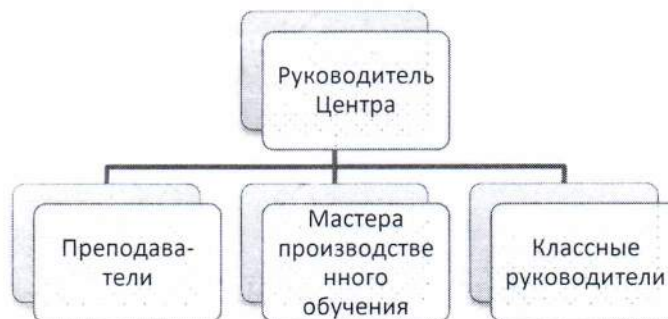 Руководитель
Центра
Преподава-
тели
Мастера
производстве
нного
обучения
Классные
руководители